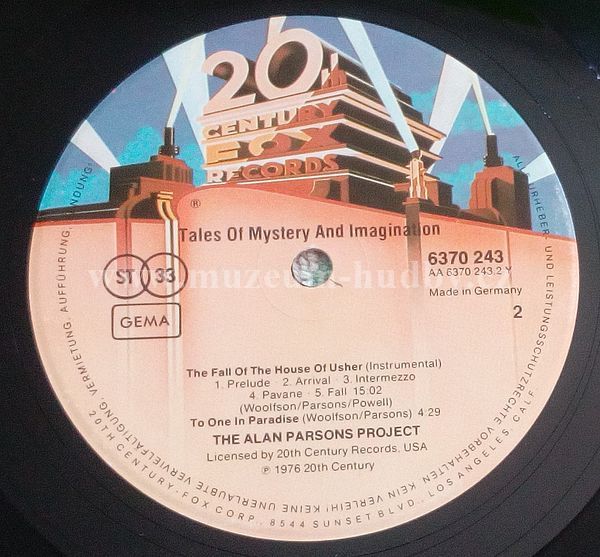 20th
CENTURY
FOX
RECORDS
®
Tales Of Mystery And Imagination
6370 243
AA 6370 243.2 Y
Made in Germany
2
ST 33
GEMA
The Fall Of The House Of Usher (Instrumental)
1. Prelude · 2. Arrival · 3. Intermezzo
4. Pavane · 5. Fall 15:02
(Woolfson/Parsons/Powell)
To One In Paradise (Woolfson/Parsons) 4:29
THE ALAN PARSONS PROJECT
Licensed by 20th Century Records, USA
℗ 1976 20th Century
ALLE URHEBER- UND LEISTUNGSSCHUTZRECHTE VORBEHALTEN KEIN VERLEIH! KEINE UNERLAUBTE VERVIELFÄLTIGUNG, VERMIETUNG, AUFFÜHRUNG, SENDUNG!
20TH CENTURY-FOX CORP., 8544 SUNSET BLVD., LOS ANGELES, CALIF.